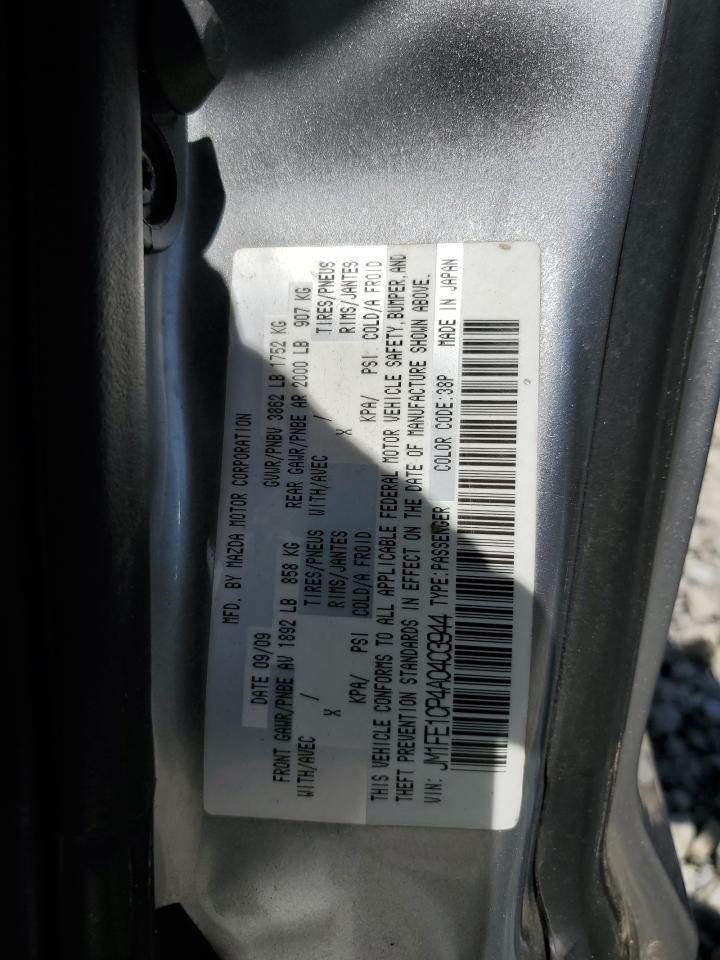 MFD. BY MAZDA MOTOR CORPORATION
DATE 09/09 GVWR/PNBV 3862 LB 1752 KG
FRONT GAWR/PNBE AV 1892 LB 858 KG REAR GAWR/PNBE AR 2000 LB 907 KG
WITH/AVEC / TIRES/PNEUS WITH/AVEC / TIRES/PNEUS
X RIMS/JANTES X RIMS/JANTES
KPA/ PSI COLD/A FROID KPA/ PSI COLD/A FROID
THIS VEHICLE CONFORMS TO ALL APPLICABLE FEDERAL MOTOR VEHICLE SAFETY, BUMPER, AND
THEFT PREVENTION STANDARDS IN EFFECT ON THE DATE OF MANUFACTURE SHOWN ABOVE.
VIN: JM1FE10P4A0403944 TYPE:PASSENGER COLOR CODE:38P MADE IN JAPAN